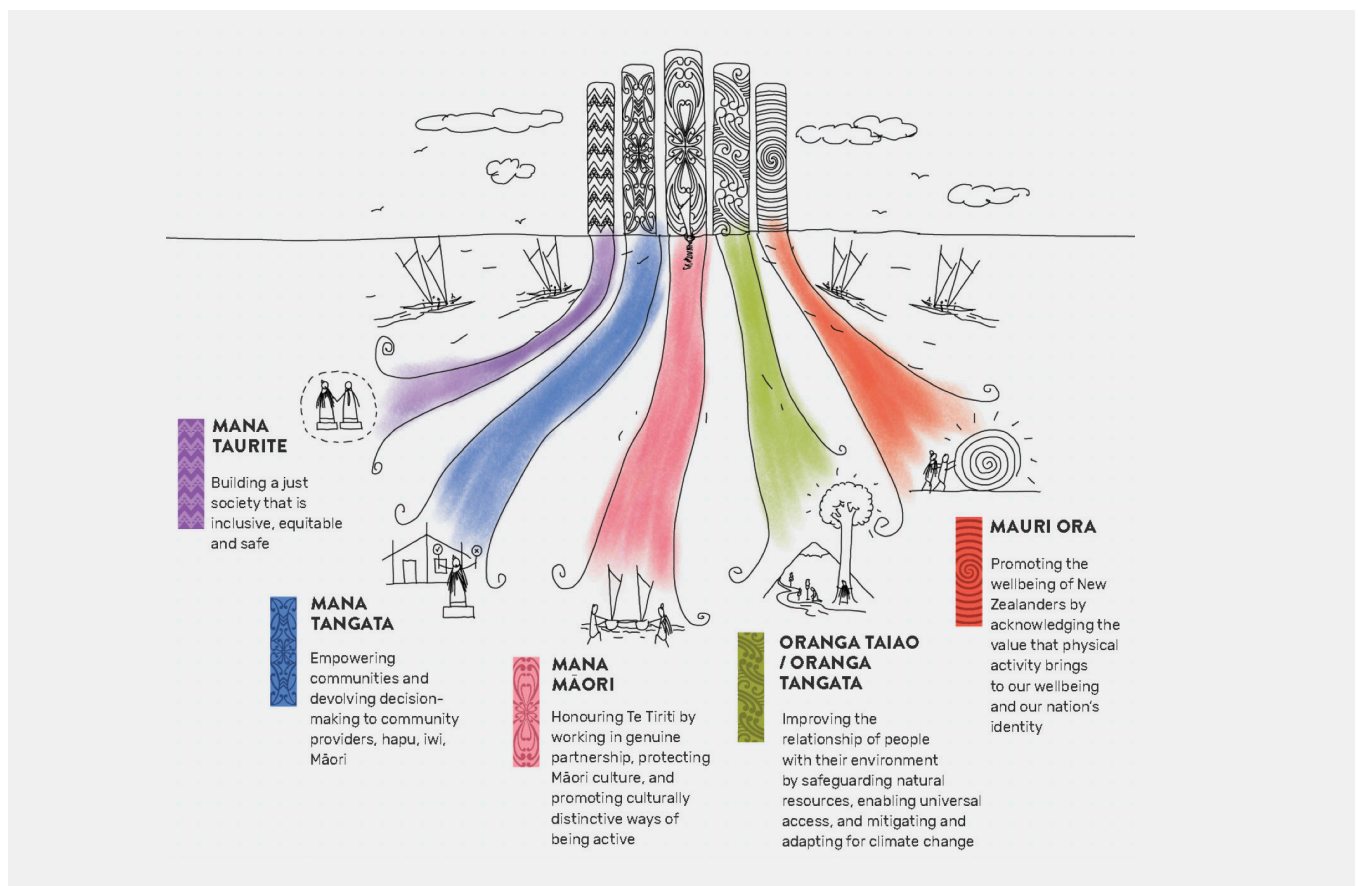 MANA
TAURITE
Building a just
society that is
inclusive, equitable
and safe
MANA
TANGATA
Empowering
communities and
devolving decision-
making to community
providers, hapu, iwi,
Māori
MANA
MĀORI
Honouring Te Tiriti by
working in genuine
partnership, protecting
Māori culture, and
promoting culturally
distinctive ways of
being active
ORANGA TAIAO
/ ORANGA
TANGATA
Improving the
relationship of people
with their environment
by safeguarding natural
resources, enabling universal
access, and mitigating and
adapting for climate change
MAURI ORA
Promoting the
wellbeing of New
Zealanders by
acknowledging the
value that physical
activity brings
to our wellbeing
and our nation's
identity